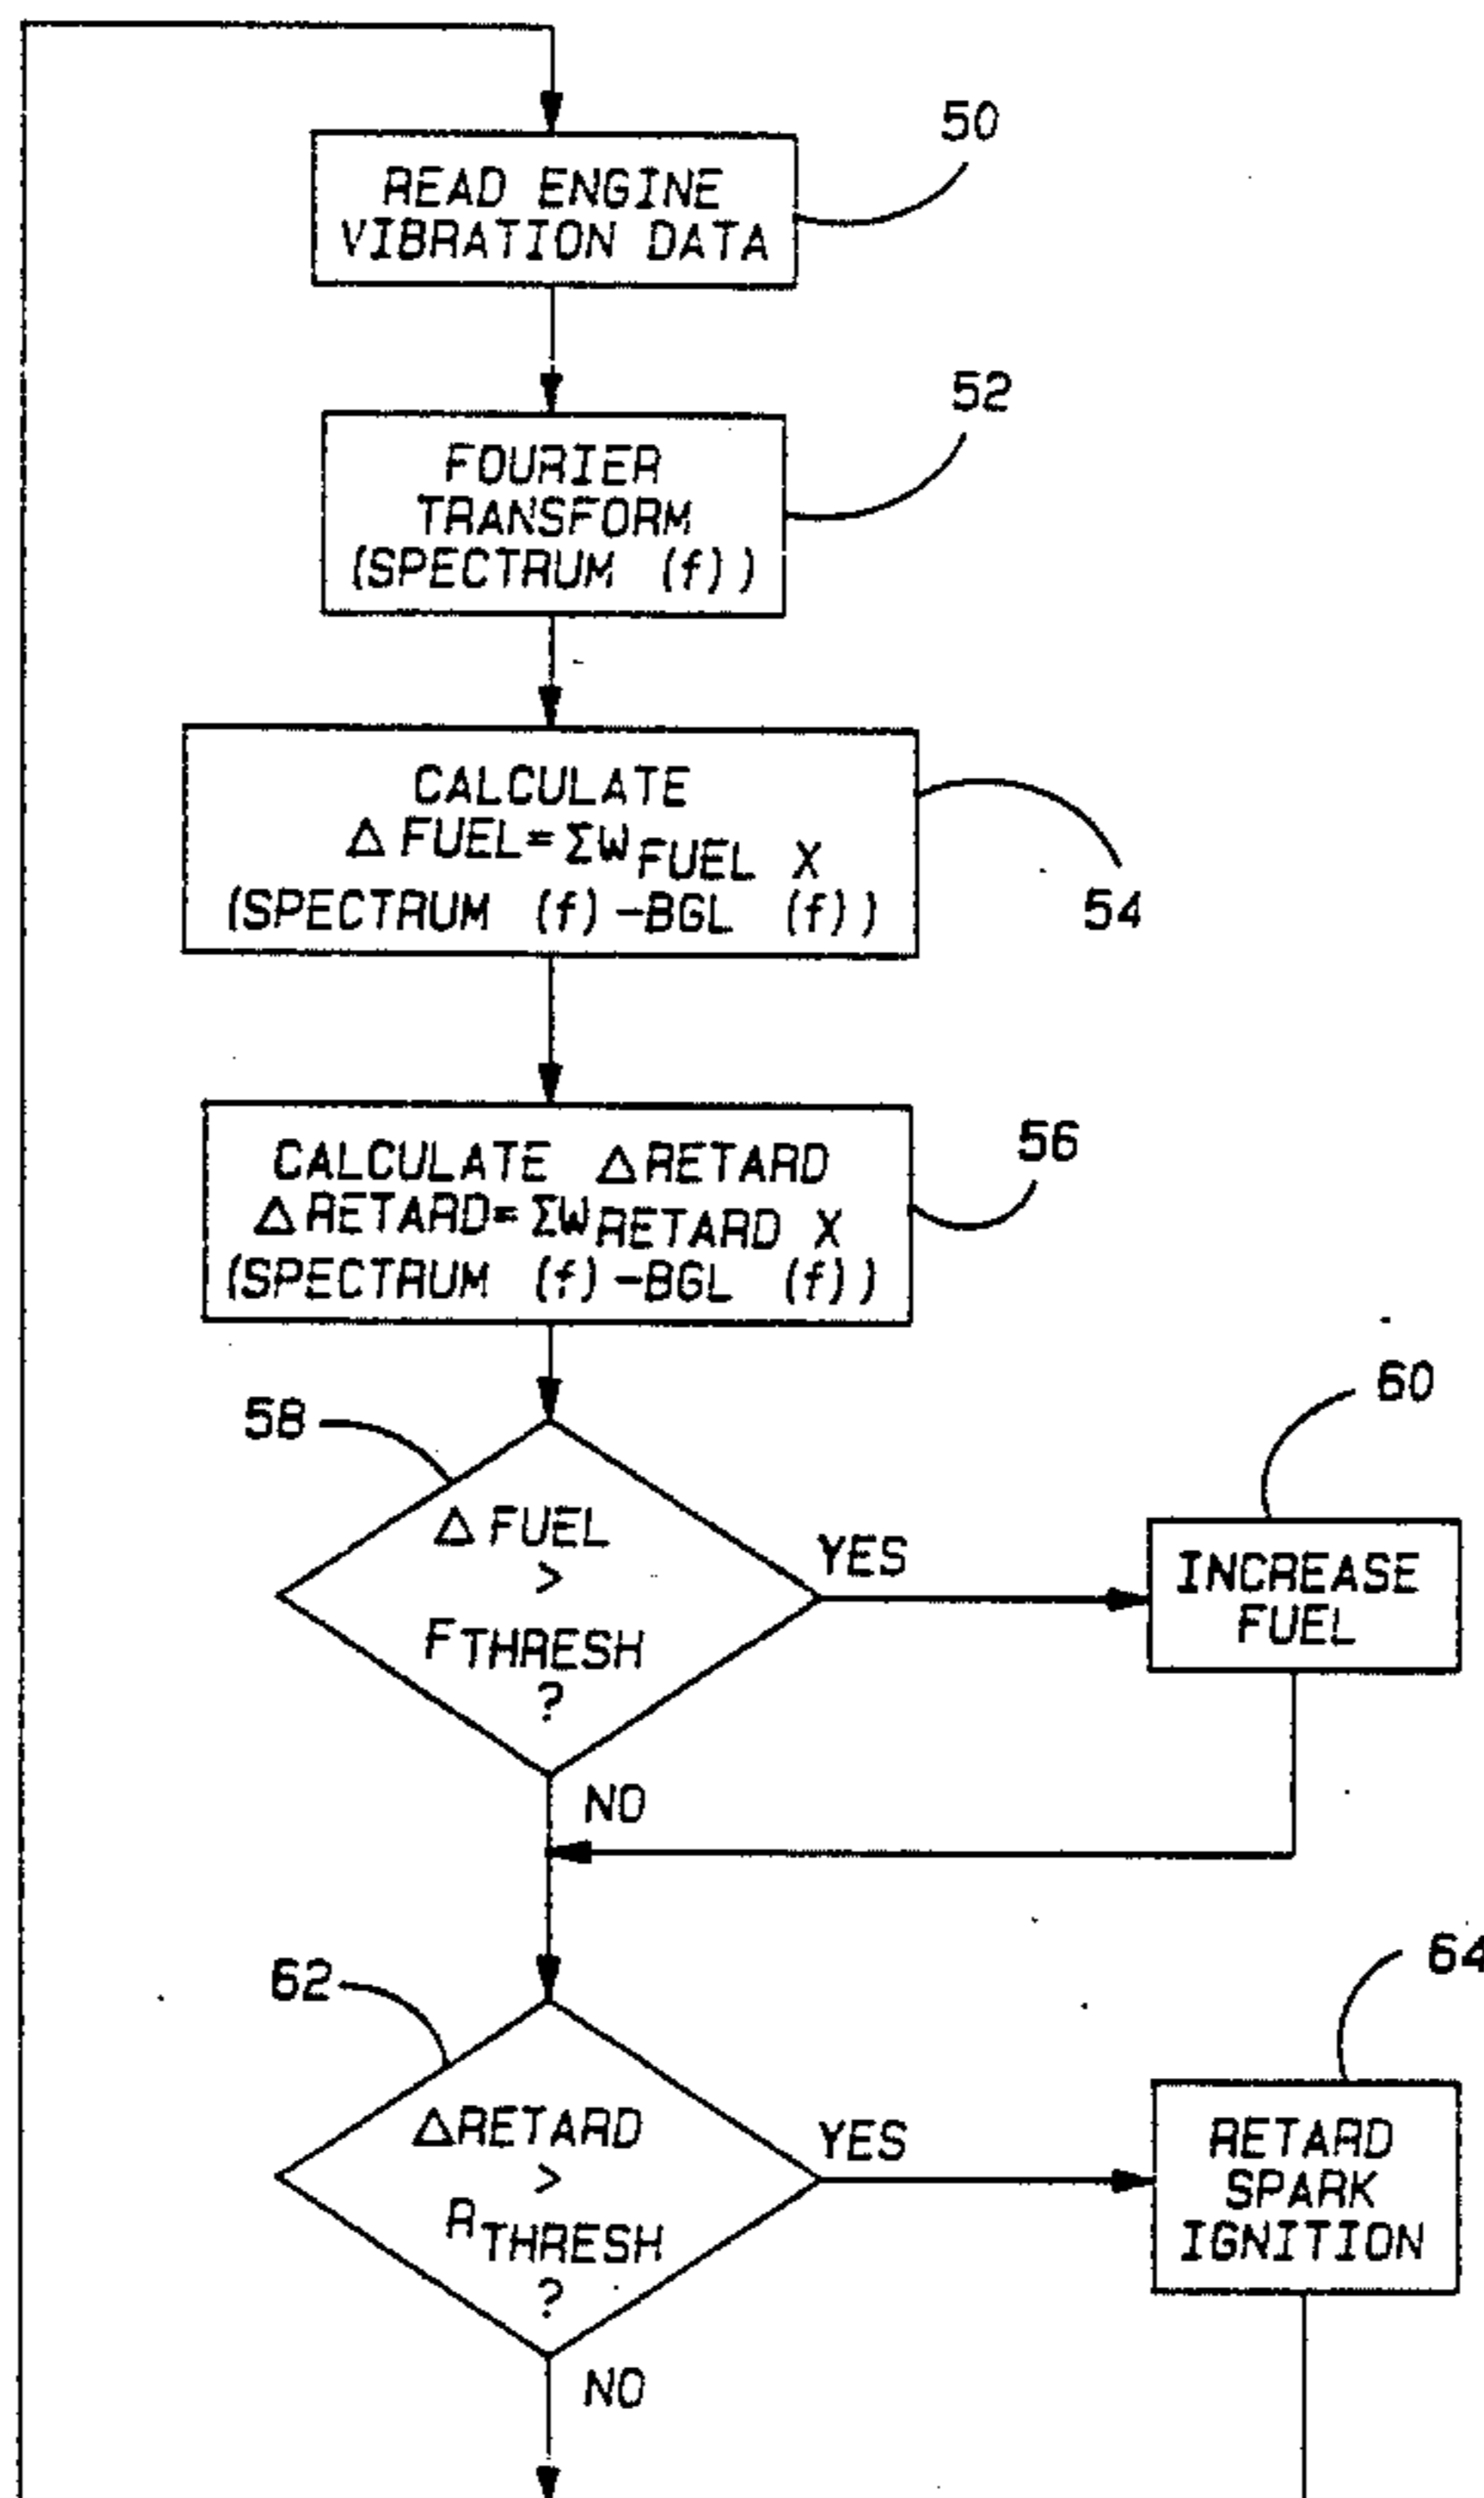 50
READ ENGINE
VIBRATION DATA
52
FOURIER
TRANSFORM
(SPECTRUM (f))
CALCULATE
Δ FUEL=ΣW FUEL X
(SPECTRUM (f)-BGL (f))
54
56
CALCULATE ΔRETARD
ΔRETARD=ΣW RETARD X
(SPECTRUM (f)-BGL (f))
58
60
Δ FUEL
>
F THRESH
?
YES
INCREASE
FUEL
NO
62
64
ΔRETARD
>
R THRESH
?
YES
RETARD
SPARK
IGNITION
NO